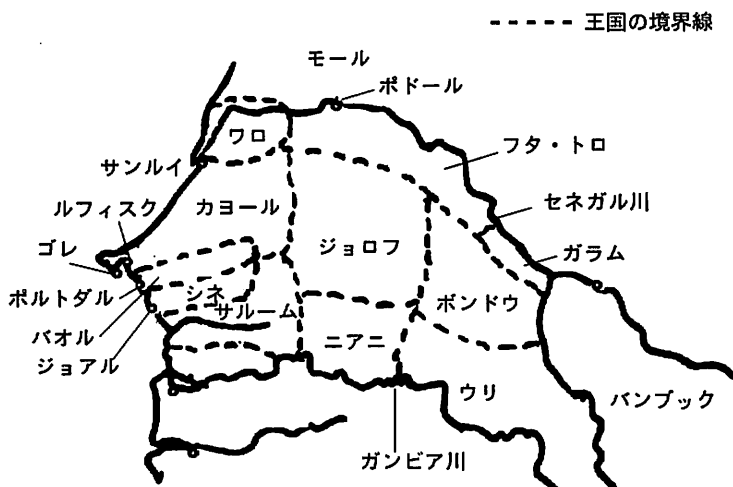 王国の境界線
モール
ポドール
ワロ
フタ・トロ
サンルイ
ルフィスク
カヨール
セネガル川
ゴレ
ジョロフ
ガラム
ポルトダル
シネ
サルーム
ボンドウ
バオル
ニアニ
ジョアル
ウリ
バンブック
ガンビア川